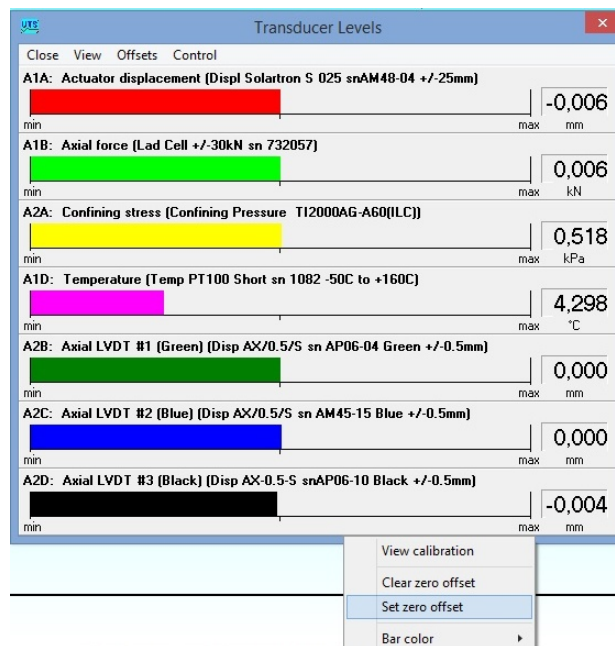 UTS
Transducer Levels
Close View Offsets Control
A1A: Actuator displacement (Displ Solartron S 025 snAM48-04 +/-25mm)
-0,006
min max mm
A1B: Axial force (Lad Cell +/-30kN sn 732057)
0,006
min max kN
A2A: Confining stress (Confining Pressure TI2000AG-A60(ILC))
0,518
min max kPa
A1D: Temperature (Temp PT100 Short sn 1082 -50C to +160C)
4,298
min max °C
A2B: Axial LVDT #1 (Green) (Disp AX/0.5/S sn AP06-04 Green +/-0.5mm)
0,000
min max mm
A2C: Axial LVDT #2 (Blue) (Disp AX/0.5/S sn AM45-15 Blue +/-0.5mm)
0,000
min max mm
A2D: Axial LVDT #3 (Black) (Disp AX-0.5-S snAP06-10 Black +/-0.5mm)
-0,004
min max mm
View calibration
Clear zero offset
Set zero offset
Bar color